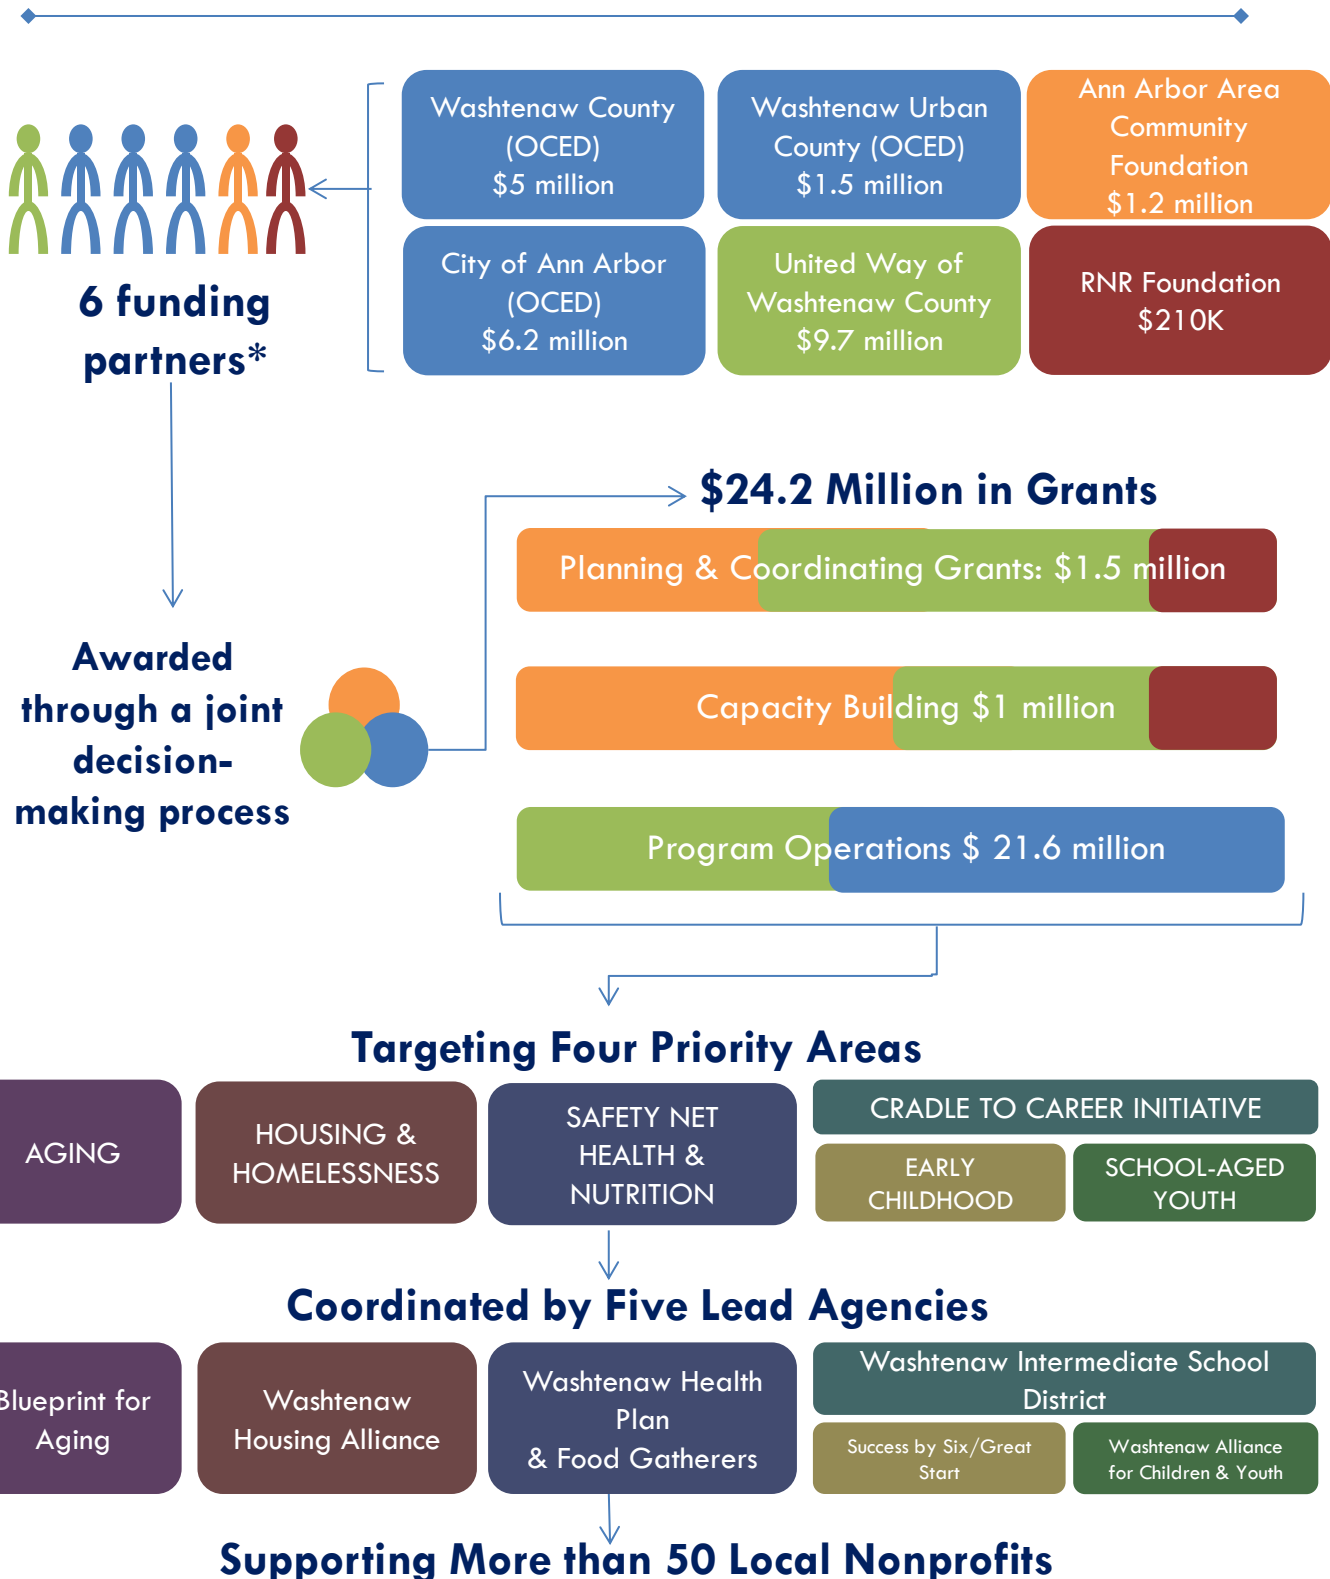 Washtenaw County
(OCED)
$5 million
Washtenaw Urban
County (OCED)
$1.5 million
Ann Arbor Area
Community
Foundation
$1.2 million
City of Ann Arbor
(OCED)
$6.2 million
United Way of
Washtenaw County
$9.7 million
RNR Foundation
$210K
6 funding
partners*
$24.2 Million in Grants
Planning & Coordinating Grants: $1.5 million
Capacity Building $1 million
Program Operations $ 21.6 million
Awarded
through a joint
decision-
making process
Targeting Four Priority Areas
AGING
HOUSING &
HOMELESSNESS
SAFETY NET
HEALTH &
NUTRITION
CRADLE TO CAREER INITIATIVE
EARLY
CHILDHOOD
SCHOOL-AGED
YOUTH
Coordinated by Five Lead Agencies
Blueprint for
Aging
Washtenaw
Housing Alliance
Washtenaw Health
Plan
& Food Gatherers
Washtenaw Intermediate School
District
Success by Six/Great
Start
Washtenaw Alliance
for Children & Youth
Supporting More than 50 Local Nonprofits